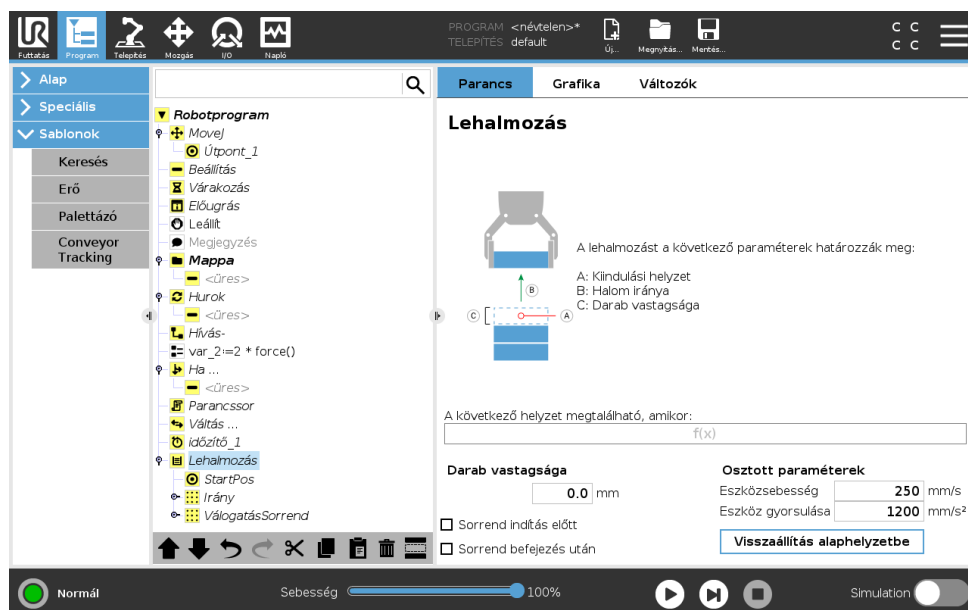 PROGRAM <névtelen>*
TELEPÍTÉS default
Futtatás
Program
Telepítés
Mozgás
I/O
Napló
Új...
Megnyitás...
Mentés...
C C
C C
Alap
Speciális
Sablonok
Keresés
Erő
Palettázó
Conveyor
Tracking
Robotprogram
MoveJ
Útpont_1
Beállítás
Várakozás
Előugrás
Leállít
Megjegyzés
Mappa
<üres>
Hurok
<üres>
Hívás-
var_2:=2 * force()
Ha ...
<üres>
Parancssor
Váltás ...
időzítő_1
Lehalmozás
StartPos
Irány
VálogatásSorrend
Parancs
Grafika
Változók
Lehalmozás
A lehalmozást a következő paraméterek határozzák meg:
A: Kiindulási helyzet
B: Halom iránya
C: Darab vastagsága
B
C
A
A következő helyzet megtalálható, amikor:
f(x)
Darab vastagsága
0.0 mm
Sorrend indítás előtt
Sorrend befejezés után
Osztott paraméterek
Eszközsebesség 250 mm/s
Eszköz gyorsulása 1200 mm/s²
Visszaállítás alaphelyzetbe
Normál
Sebesség
100%
Simulation